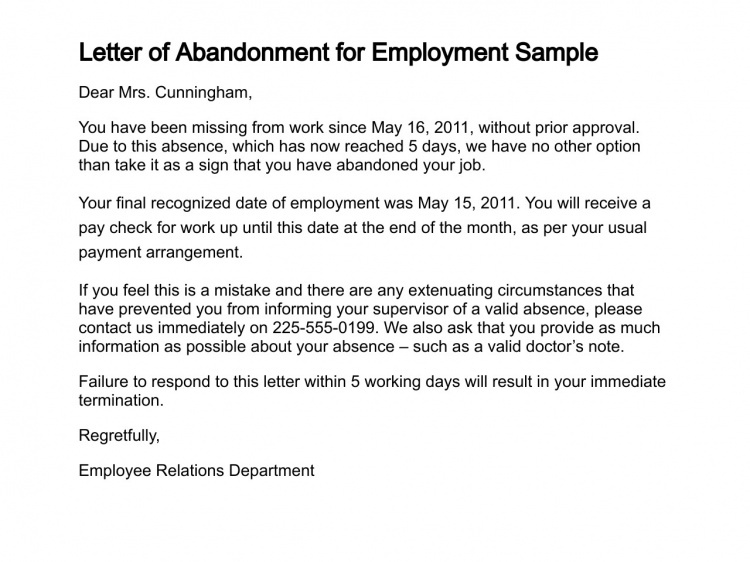 Letter of Abandonment for Employment Sample
Dear Mrs. Cunningham,
You have been missing from work since May 16, 2011, without prior approval.
Due to this absence, which has now reached 5 days, we have no other option
than take it as a sign that you have abandoned your job.
Your final recognized date of employment was May 15, 2011. You will receive a
pay check for work up until this date at the end of the month, as per your usual
payment arrangement.
If you feel this is a mistake and there are any extenuating circumstances that
have prevented you from informing your supervisor of a valid absence, please
contact us immediately on 225-555-0199. We also ask that you provide as much
information as possible about your absence – such as a valid doctor's note.
Failure to respond to this letter within 5 working days will result in your immediate
termination.
Regretfully,
Employee Relations Department